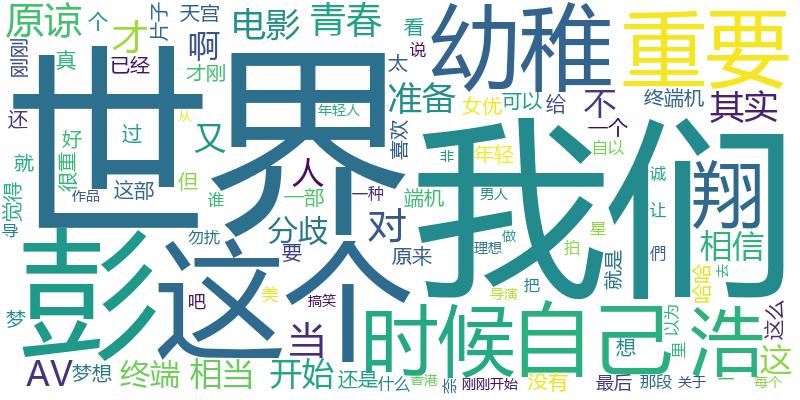 原谅
个
才
片子
天宫
电影
青春
看
说
幼稚
重要
刚刚
真
已经
啊
才刚
太
世界
准备
女优
可以
给
不
终端机
其实
还
好
过
又
年轻人
从
喜欢
一个
我们
就
很重
人
非
年轻
自以
觉得
作品
这部
但
谁
一部
一种
端机
男人
诚
让
翔
分歧
对
星
彭
勿扰
要
原来
理想
做
拍
就是
们
相信
这个
哈哈
去
梦
吧
美
搞笑
当
时候
导演
把
自己
以为
里
浩
这么
想
这
AV
梦想
终端
相当
开始
还是
什么
香港
刚刚开始
没有
最后
那段
关于
一
每个